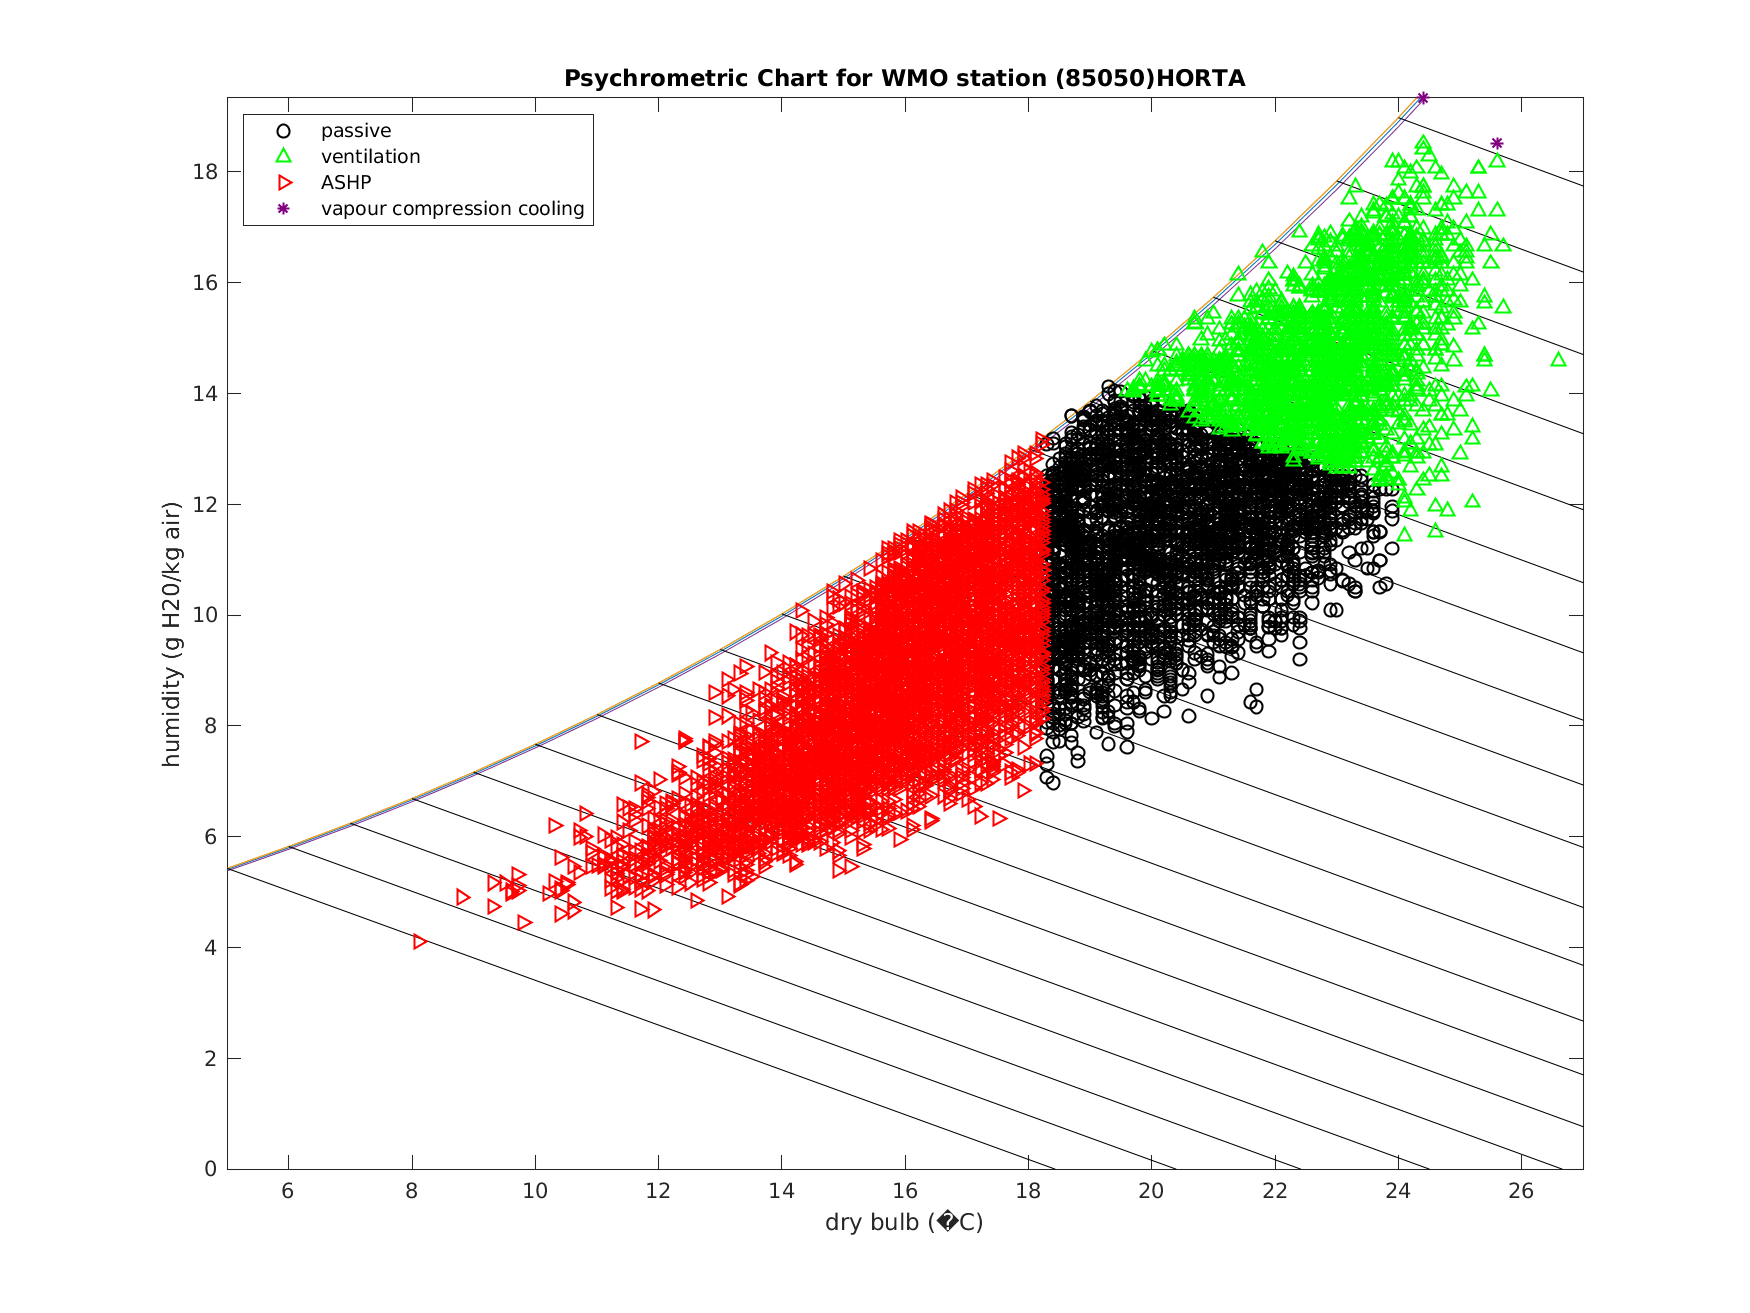 Psychrometric Chart for WMO station (85050)HORTA
passive
ventilation
ASHP
vapour compression cooling
humidity (g H20/kg air)
18
16
14
12
10
8
6
4
2
0
6 8 10 12 14 16 18 20 22 24 26
dry bulb (�C)